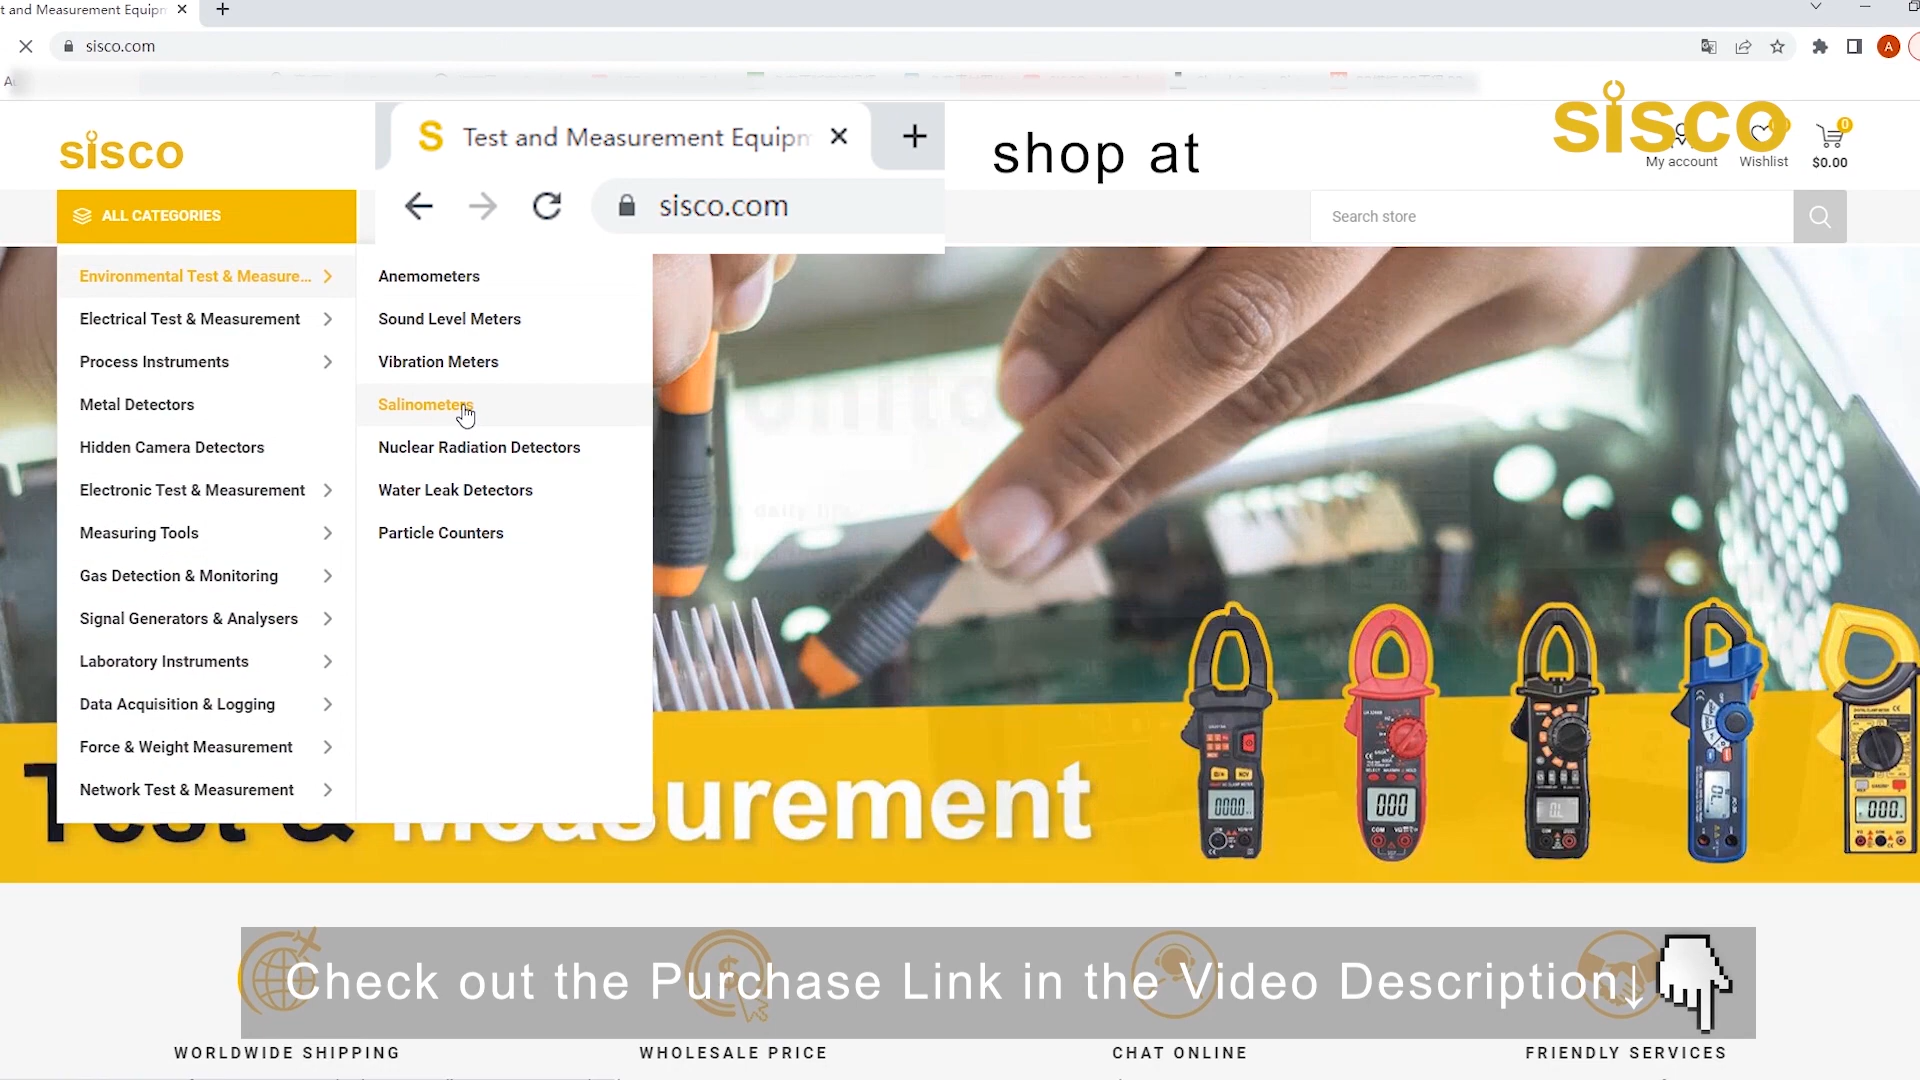 t and Measurement Equipm
sisco.com
A
sisco
S Test and Measurement Equipm
sisco.com
shop at
sisco
My account
Wishlist
0
$0.00
ALL CATEGORIES
Search store
Environmental Test & Measure...
Electrical Test & Measurement
Process Instruments
Metal Detectors
Hidden Camera Detectors
Electronic Test & Measurement
Measuring Tools
Gas Detection & Monitoring
Signal Generators & Analysers
Laboratory Instruments
Data Acquisition & Logging
Force & Weight Measurement
Network Test & Measurement
Anemometers
Sound Level Meters
Vibration Meters
Salinometers
Nuclear Radiation Detectors
Water Leak Detectors
Particle Counters
Test & Measurement
Check out the Purchase Link in the Video Description↓
WORLDWIDE SHIPPING
WHOLESALE PRICE
CHAT ONLINE
FRIENDLY SERVICES